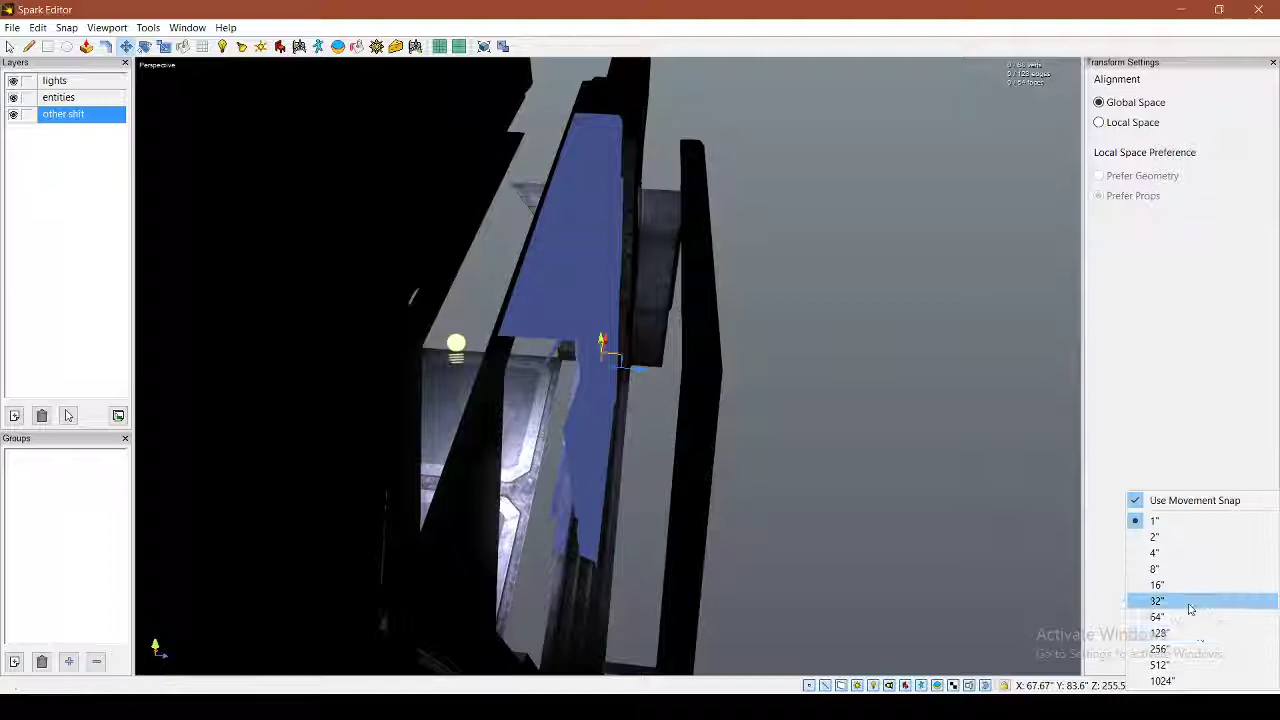 Spark Editor
File Edit Snap Viewport Tools Window Help
Layers
lights
entities
other shit
Groups
Perspective
Transform Settings
Alignment
Global Space
Local Space
Local Space Preference
Prefer Geometry
Prefer Props
Use Movement Snap
1"
2"
4"
8"
16"
32"
64"
128"
256"
512"
1024"
Activate Windows
Go to Settings to activate Windows.
X: 67.67" Y: 83.6" Z: 255.5